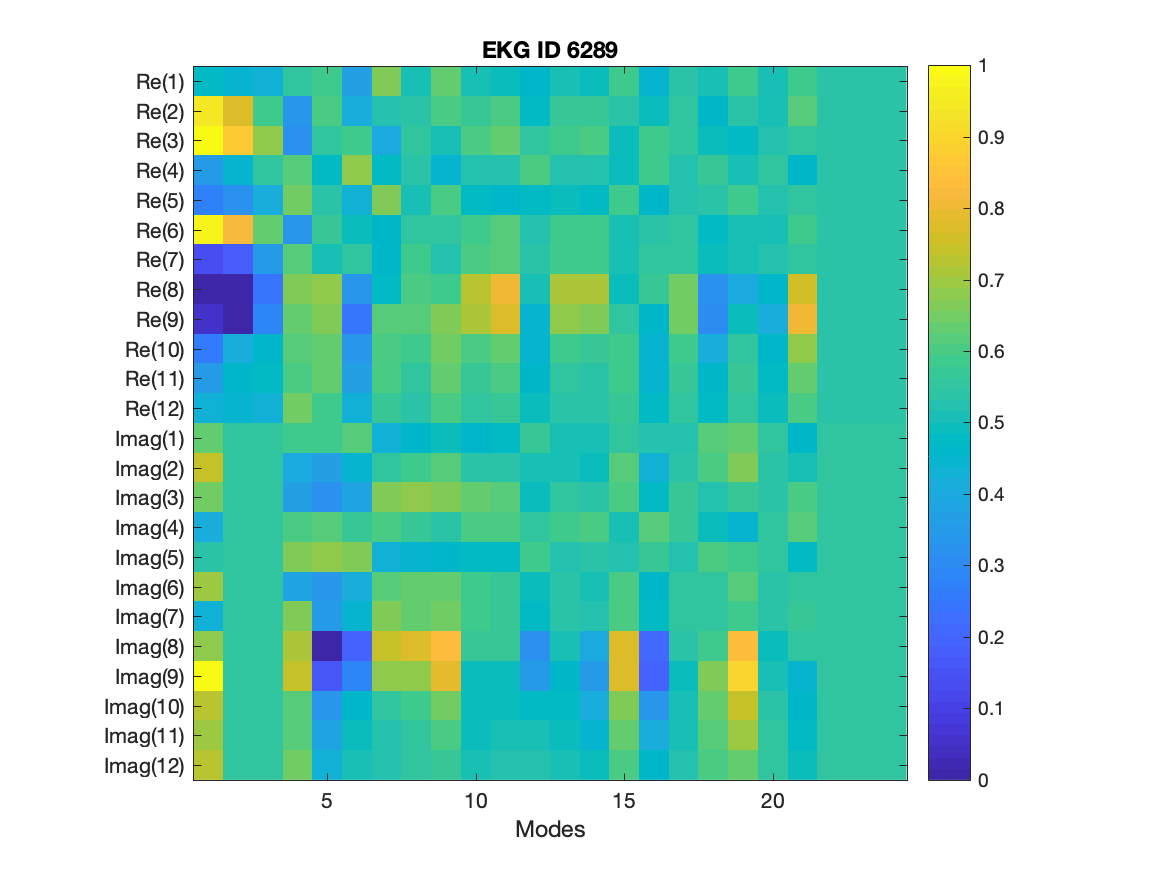 EKG ID 6289
Re(1)
Re(2)
Re(3)
Re(4)
Re(5)
Re(6)
Re(7)
Re(8)
Re(9)
Re(10)
Re(11)
Re(12)
Imag(1)
Imag(2)
Imag(3)
Imag(4)
Imag(5)
Imag(6)
Imag(7)
Imag(8)
Imag(9)
Imag(10)
Imag(11)
Imag(12)
5 10 15 20
Modes
1
0.9
0.8
0.7
0.6
0.5
0.4
0.3
0.2
0.1
0